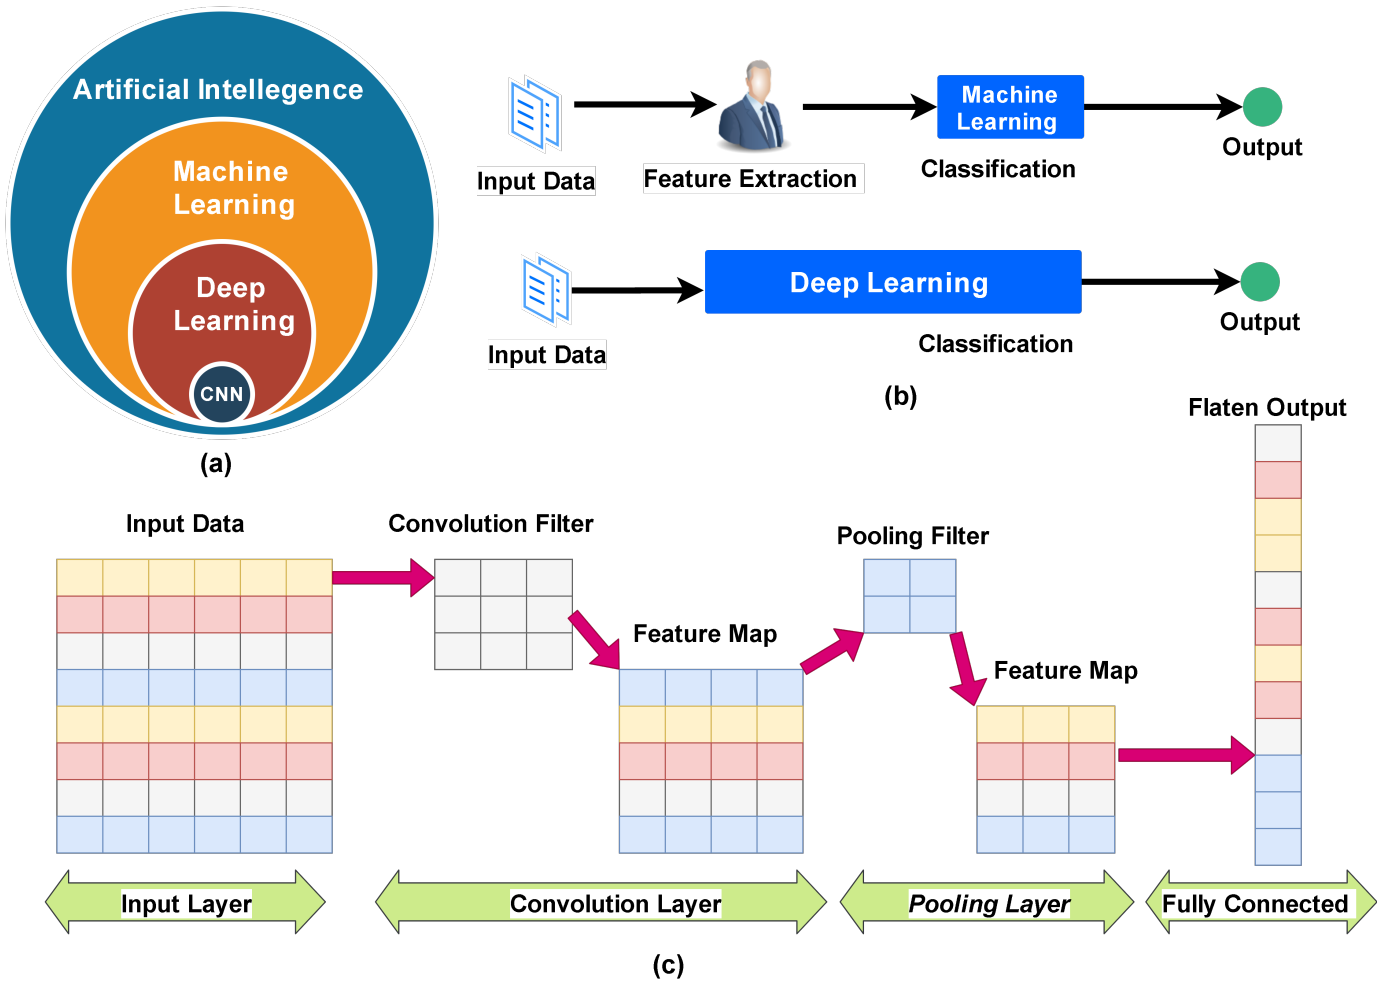 Artificial Intellegence
Machine
Learning
Deep
Learning
CNN
(a)
Input Data
Feature Extraction
Machine
Learning
Classification
Output
Deep Learning
Input Data
Classification
Output
(b)
Flaten Output
Input Data
Convolution Filter
Feature Map
Pooling Filter
Feature Map
Input Layer
Convolution Layer
Pooling Layer
Fully Connected
(c)